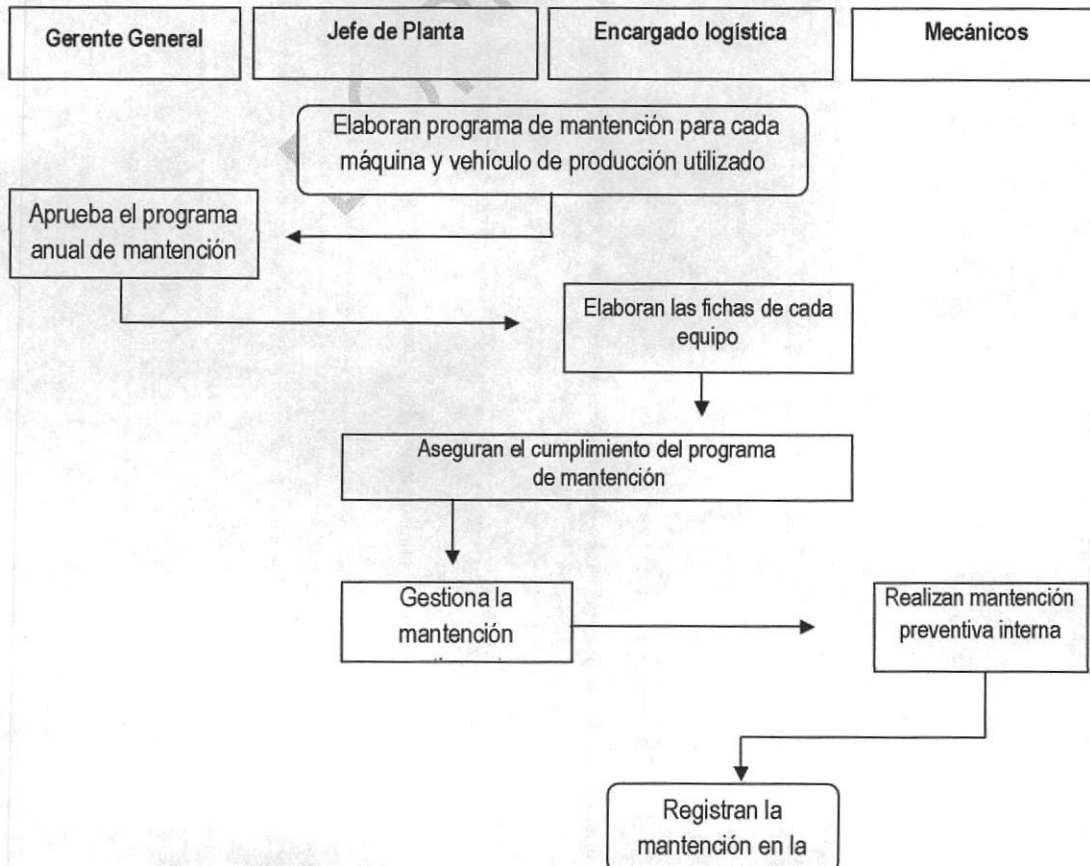 Gerente General
Jefe de Planta
Encargado logística
Mecánicos
Elaboran programa de mantención para cada
máquina y vehículo de producción utilizado
Aprueba el programa
anual de mantención
Elaboran las fichas de cada
equipo
Aseguran el cumplimiento del programa
de mantención
Gestiona la
mantención
Realizan mantención
preventiva interna
Registran la
mantención en la